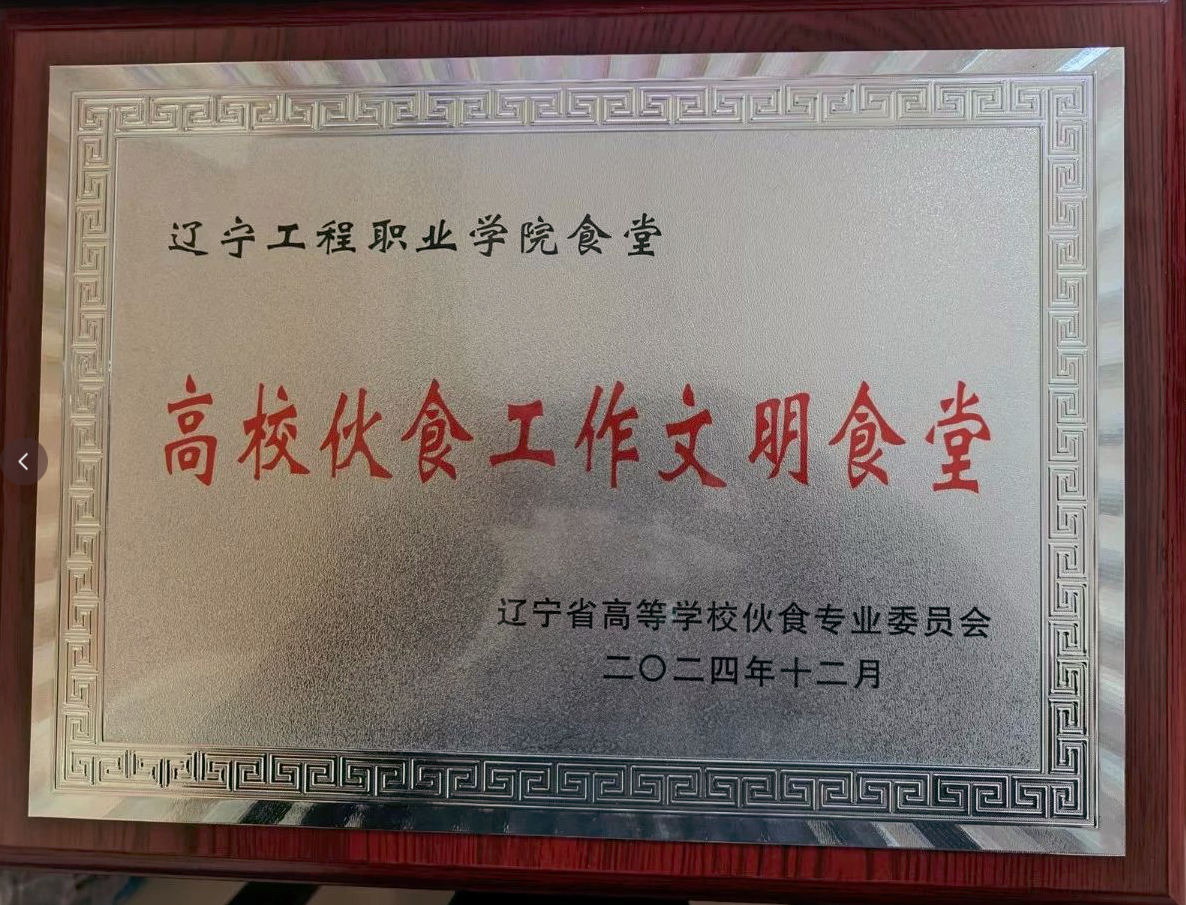 辽宁工程职业学院食堂
高校伙食工作文明食堂
辽宁省高等学校伙食专业委员会
二〇二四年十二月